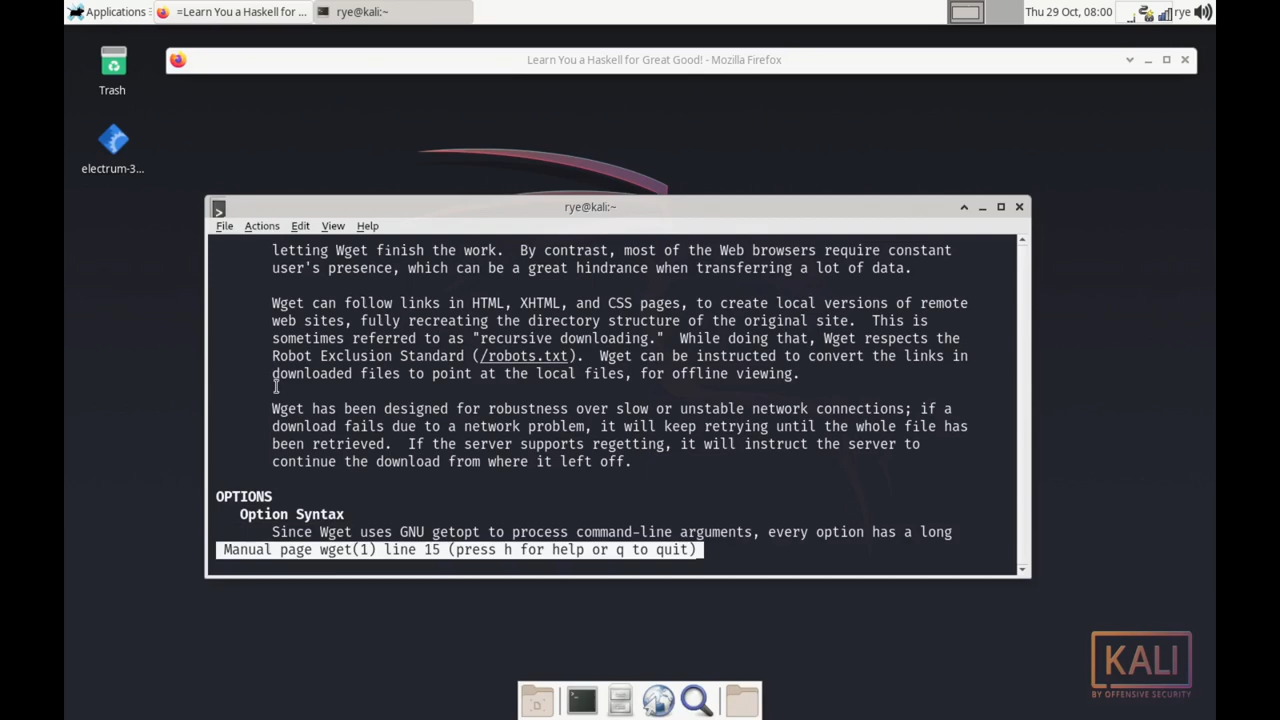 Applications
=Learn You a Haskell for ...
rye@kali:~
Thu 29 Oct, 08:00
rye
Learn You a Haskell for Great Good! - Mozilla Firefox
Trash
electrum-3...
rye@kali:~
File Actions Edit View Help
letting Wget finish the work.  By contrast, most of the Web browsers require constant
user's presence, which can be a great hindrance when transferring a lot of data.
Wget can follow links in HTML, XHTML, and CSS pages, to create local versions of remote
web sites, fully recreating the directory structure of the original site.  This is
sometimes referred to as "recursive downloading."  While doing that, Wget respects the
Robot Exclusion Standard (/robots.txt).  Wget can be instructed to convert the links in
downloaded files to point at the local files, for offline viewing.
Wget has been designed for robustness over slow or unstable network connections; if a
download fails due to a network problem, it will keep retrying until the whole file has
been retrieved.  If the server supports regetting, it will instruct the server to
continue the download from where it left off.
OPTIONS
Option Syntax
Since Wget uses GNU getopt to process command-line arguments, every option has a long
Manual page wget(1) line 15 (press h for help or q to quit)
KALI
BY OFFENSIVE SECURITY